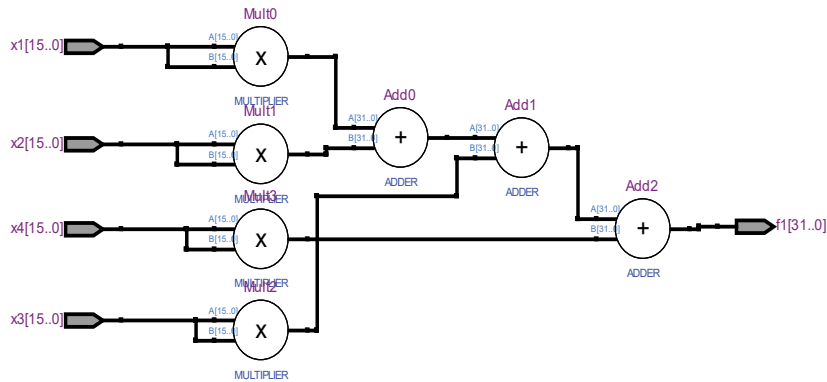 Mult0
x1[15..0]
A[15..0]
B[15..0]
X
MULTIPLIER
Mult1
x2[15..0]
A[15..0]
B[15..0]
X
MULTIPLIER
Add0
A[31..0]
B[31..0]
+
ADDER
Add1
A[31..0]
B[31..0]
+
ADDER
Mult3
x4[15..0]
A[15..0]
B[15..0]
X
MULTIPLIER
Add2
A[31..0]
B[31..0]
+
ADDER
f1[31..0]
Mult2
x3[15..0]
A[15..0]
B[15..0]
X
MULTIPLIER